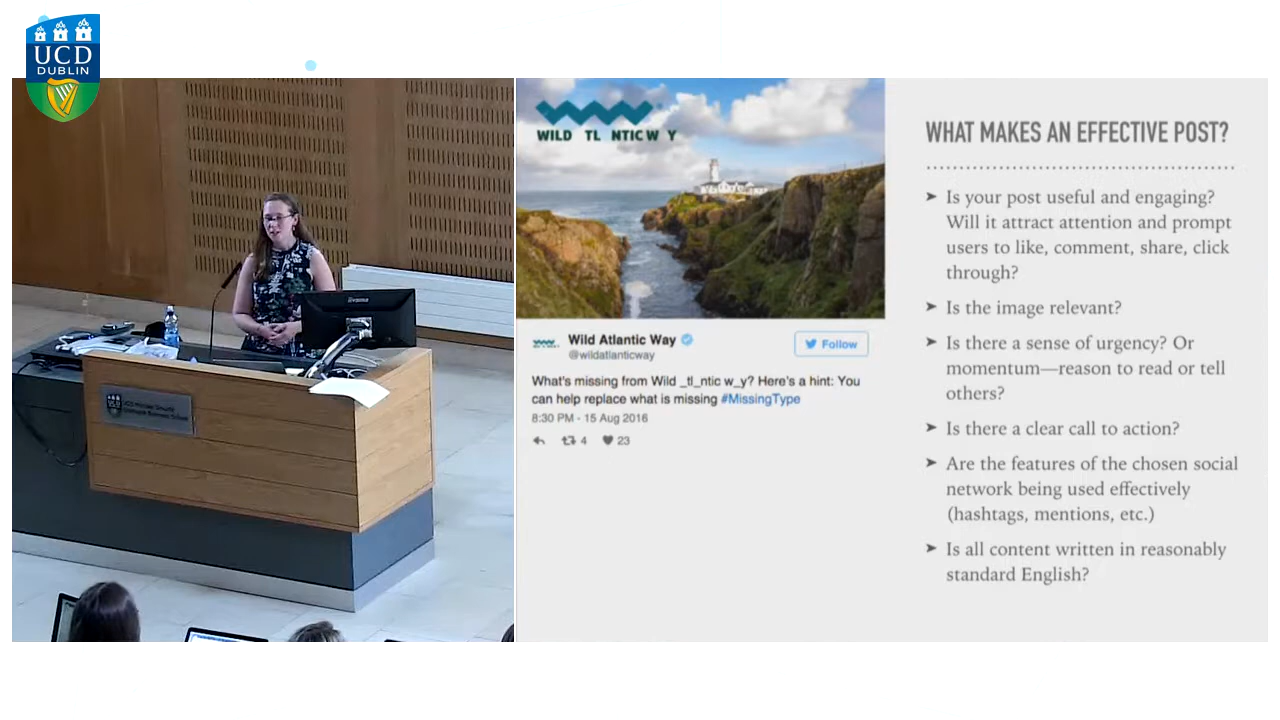 UCD
DUBLIN
WILD TL NTIC W Y
WHAT MAKES AN EFFECTIVE POST?
➤ Is your post useful and engaging?
Will it attract attention and prompt
users to like, comment, share, click
through?
➤ Is the image relevant?
➤ Is there a sense of urgency? Or
momentum—reason to read or tell
others?
➤ Is there a clear call to action?
➤ Are the features of the chosen social
network being used effectively
(hashtags, mentions, etc.)
➤ Is all content written in reasonably
standard English?
Wild Atlantic Way
@wildatlanticway
Follow
What's missing from Wild _tl_ntic w_y? Here's a hint: You
can help replace what is missing #MissingType
8:30 PM - 15 Aug 2016
4 23
iiyama